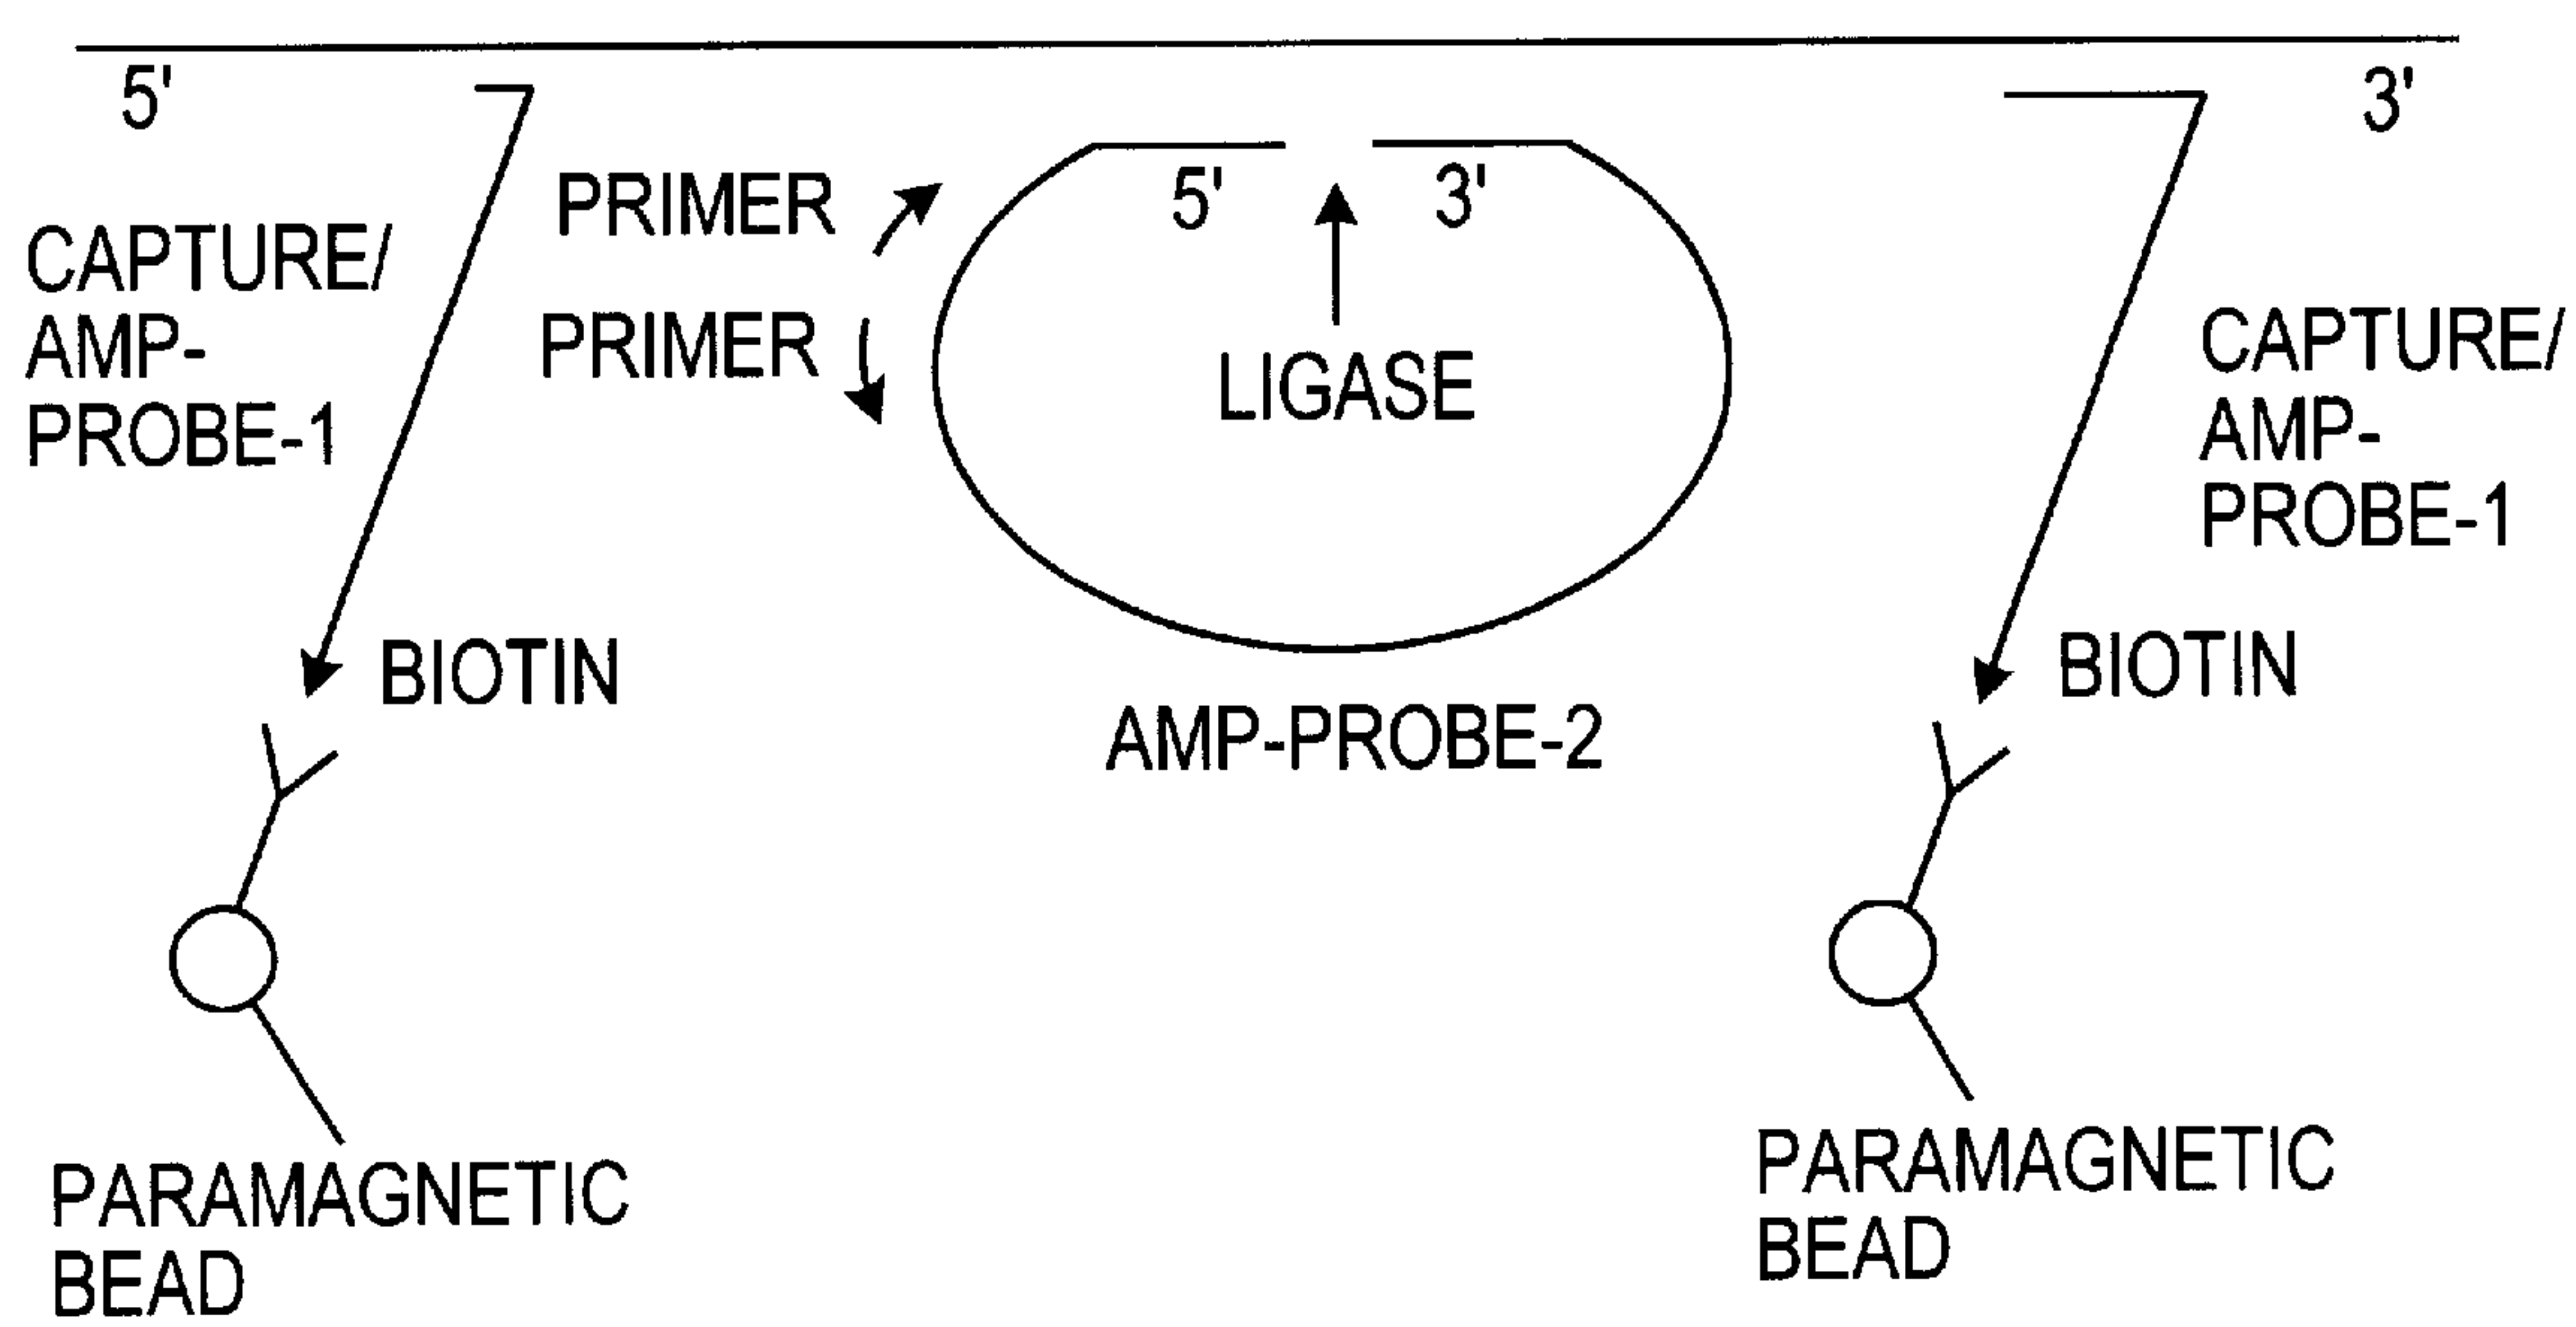 5'
3'
PRIMER
5'
3'
CAPTURE/
AMP-
PROBE-1
PRIMER
LIGASE
CAPTURE/
AMP-
PROBE-1
BIOTIN
BIOTIN
AMP-PROBE-2
PARAMAGNETIC
BEAD
PARAMAGNETIC
BEAD